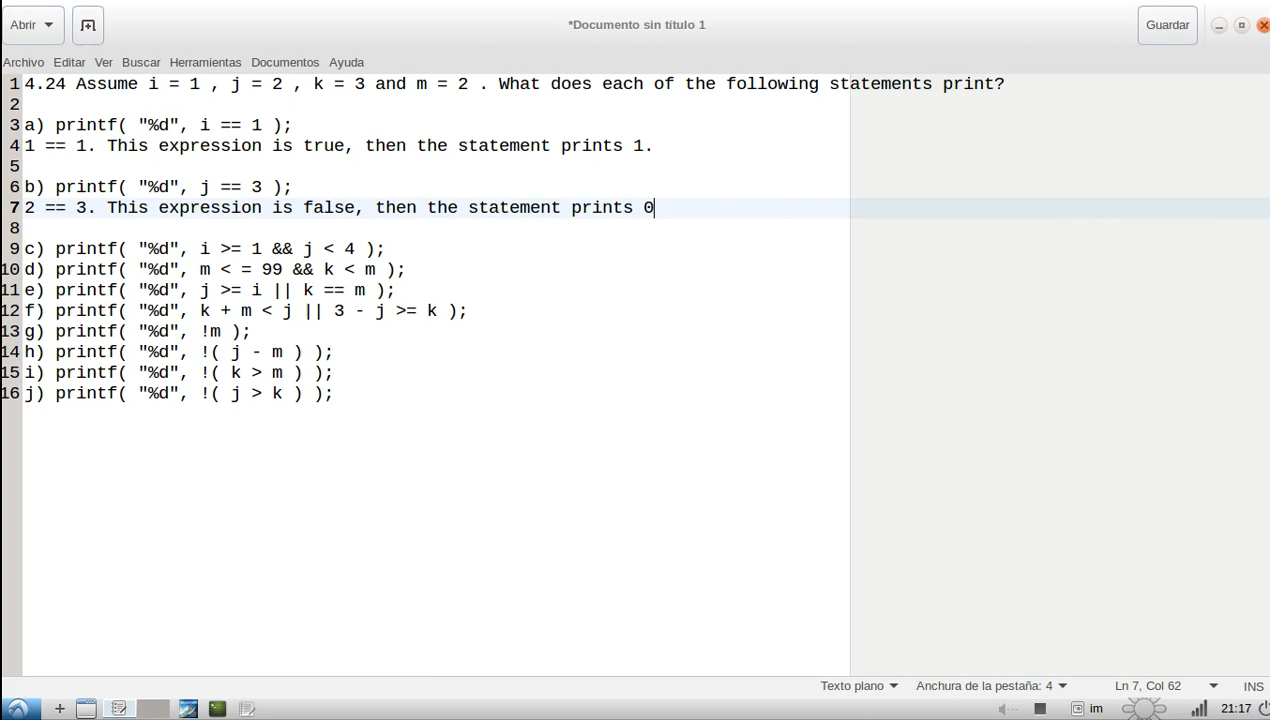 Abrir
*Documento sin título 1
Guardar
Archivo Editar Ver Buscar Herramientas Documentos Ayuda
1 4.24 Assume i = 1 , j = 2 , k = 3 and m = 2 . What does each of the following statements print?
2
3 a) printf( "%d", i == 1 );
4 1 == 1. This expression is true, then the statement prints 1.
5
6 b) printf( "%d", j == 3 );
7 2 == 3. This expression is false, then the statement prints 0
8
9 c) printf( "%d", i >= 1 && j < 4 );
10 d) printf( "%d", m < = 99 && k < m );
11 e) printf( "%d", j >= i || k == m );
12 f) printf( "%d", k + m < j || 3 - j >= k );
13 g) printf( "%d", !m );
14 h) printf( "%d", !( j - m ) );
15 i) printf( "%d", !( k > m ) );
16 j) printf( "%d", !( j > k ) );
Texto plano Anchura de la pestaña: 4 Ln 7, Col 62 INS
im 21:17